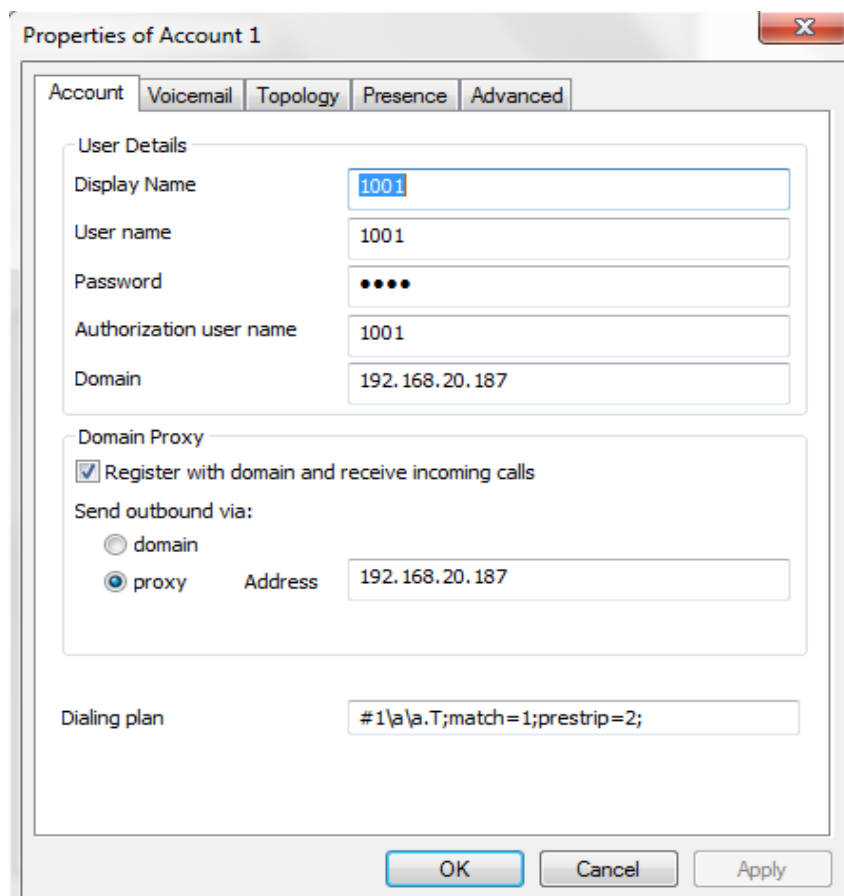 Properties of Account 1
Account Voicemail Topology Presence Advanced
User Details
Display Name 1001
User name 1001
Password ••••
Authorization user name 1001
Domain 192.168.20.187
Domain Proxy
Register with domain and receive incoming calls
Send outbound via:
domain
proxy Address 192.168.20.187
Dialing plan #1\a\a.T;match=1;prestrip=2;
OK Cancel Apply